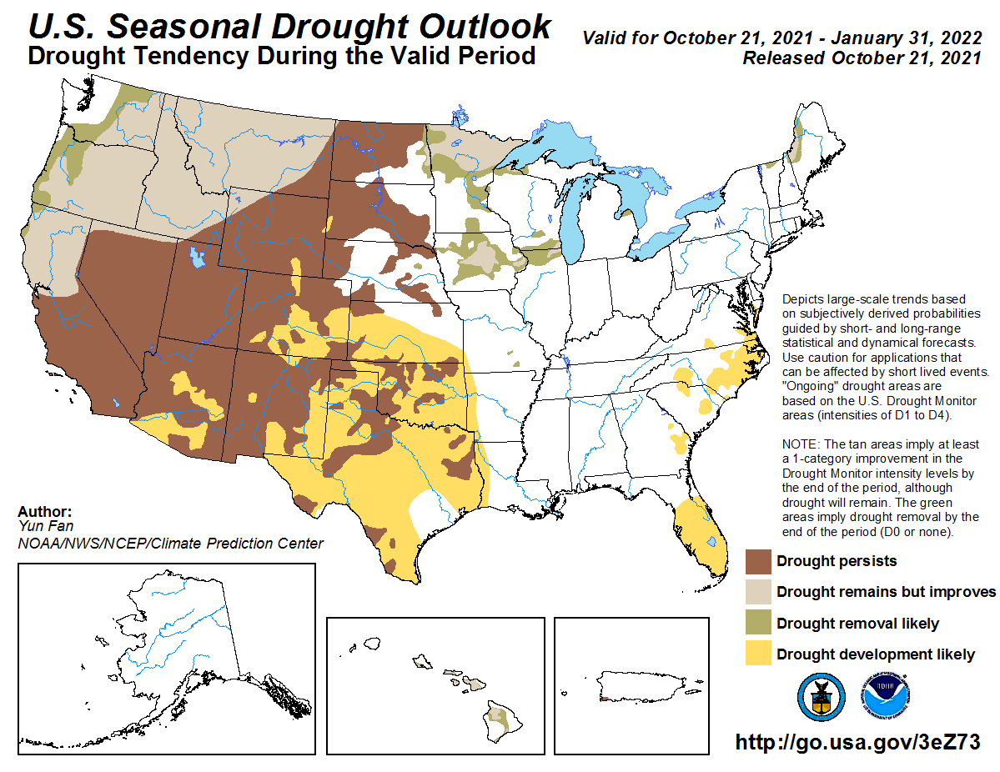 U.S. Seasonal Drought Outlook
Drought Tendency During the Valid Period
Valid for October 21, 2021 - January 31, 2022
Released October 21, 2021
Depicts large-scale trends based
on subjectively derived probabilities
guided by short- and long-range
statistical and dynamical forecasts.
Use caution for applications that
can be affected by short lived events.
"Ongoing" drought areas are
based on the U.S. Drought Monitor
areas (intensities of D1 to D4).
NOTE: The tan areas imply at least
a 1-category improvement in the
Drought Monitor intensity levels by
the end of the period, although
drought will remain. The green
areas imply drought removal by the
end of the period (D0 or none).
Author:
Yun Fan
NOAA/NWS/NCEP/Climate Prediction Center
Drought persists
Drought remains but improves
Drought removal likely
Drought development likely
http://go.usa.gov/3eZ73